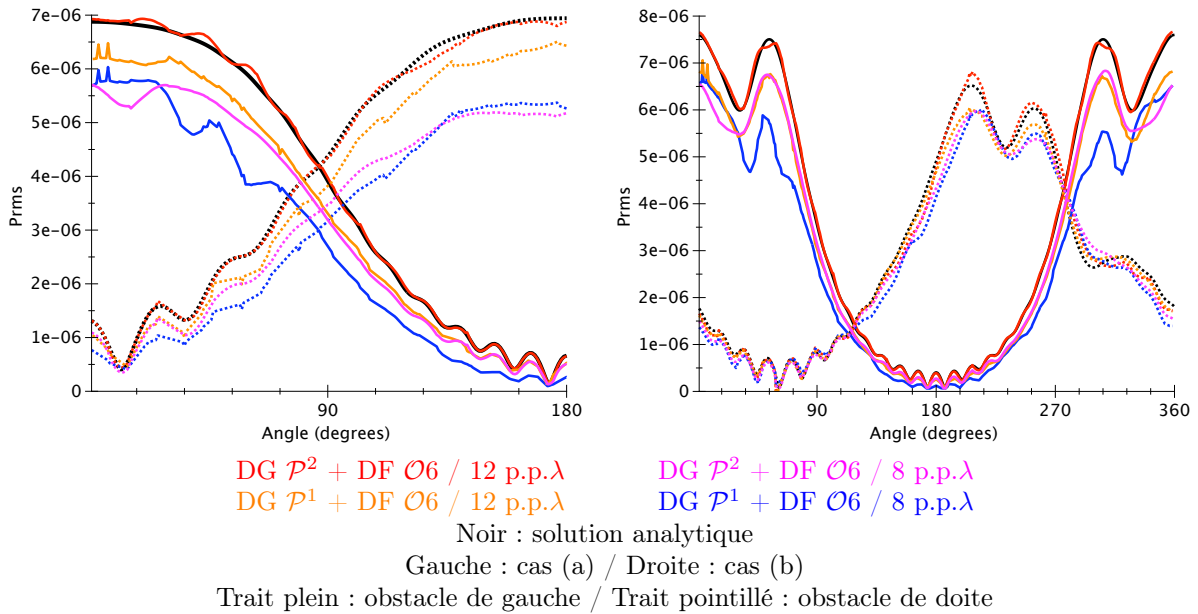 7e−06
6e−06
5e−06
4e−06
3e−06
2e−06
1e−06
0
Prms
90
180
Angle (degrees)
8e−06
7e−06
6e−06
5e−06
4e−06
3e−06
2e−06
1e−06
0
Prms
90
180
270
360
Angle (degrees)
DG 𝒫² + DF 𝒪6 / 12 p.p.λ
DG 𝒫² + DF 𝒪6 / 8 p.p.λ
DG 𝒫¹ + DF 𝒪6 / 12 p.p.λ
DG 𝒫¹ + DF 𝒪6 / 8 p.p.λ
Noir : solution analytique
Gauche : cas (a) / Droite : cas (b)
Trait plein : obstacle de gauche / Trait pointillé : obstacle de doite